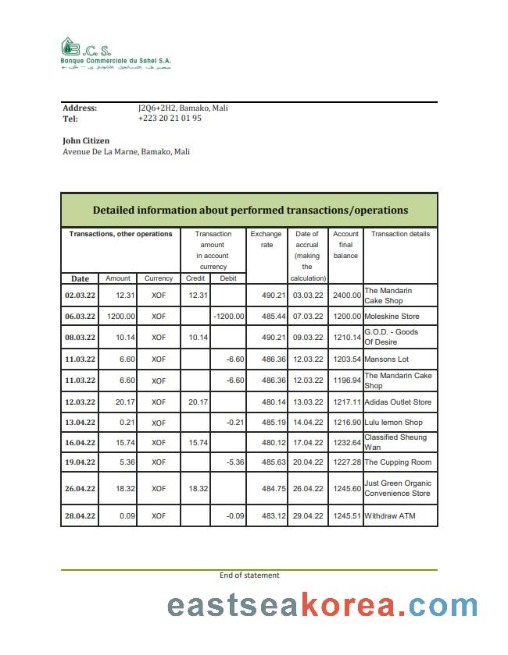 B.C.S.
Banque Commerciale du Sahel S.A.
Address: J2Q6+2H2, Bamako, Mali
Tel: +223 20 21 01 95
John Citizen
Avenue De La Marne, Bamako, Mali
Detailed information about performed transactions/operations
Transactions, other operations Transaction amount in account currency Exchange rate Date of accrual (making the calculation) Account final balance Transaction details
Date Amount Currency Credit Debit
02.03.22 12.31 XOF 12.31 490.21 03.03.22 2400.00 The Mandarin Cake Shop
06.03.22 1200.00 XOF -1200.00 485.44 07.03.22 1200.00 Moleskine Store
08.03.22 10.14 XOF 10.14 490.21 09.03.22 1210.14 G.O.D. - Goods Of Desire
11.03.22 6.60 XOF -6.60 486.36 12.03.22 1203.54 Mansons Lot
11.03.22 6.60 XOF -6.60 486.36 12.03.22 1196.94 The Mandarin Cake Shop
12.03.22 20.17 XOF 20.17 480.14 13.03.22 1217.11 Adidas Outlet Store
13.04.22 0.21 XOF -0.21 485.19 14.04.22 1216.90 Lulu lemon Shop
16.04.22 15.74 XOF 15.74 480.12 17.04.22 1232.64 Classified Sheung Wan
19.04.22 5.36 XOF -5.36 485.63 20.04.22 1227.28 The Cupping Room
26.04.22 18.32 XOF 18.32 484.75 26.04.22 1245.60 Just Green Organic Convenience Store
28.04.22 0.09 XOF -0.09 483.12 29.04.22 1245.51 Withdraw ATM
End of statement
eastseakorea.com